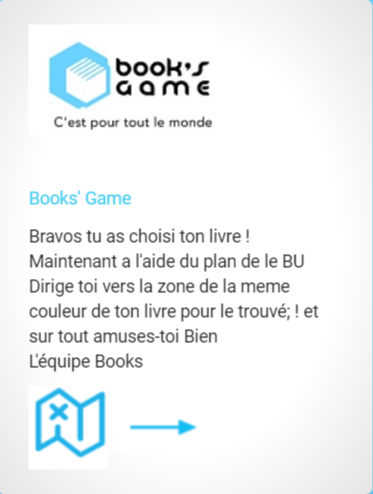 book's
GAME
C'est pour tout le monde
Books' Game
Bravos tu as choisi ton livre !
Maintenant a l'aide du plan de le BU
Dirige toi vers la zone de la meme
couleur de ton livre pour le trouvé; ! et
sur tout amuses-toi Bien
L'équipe Books